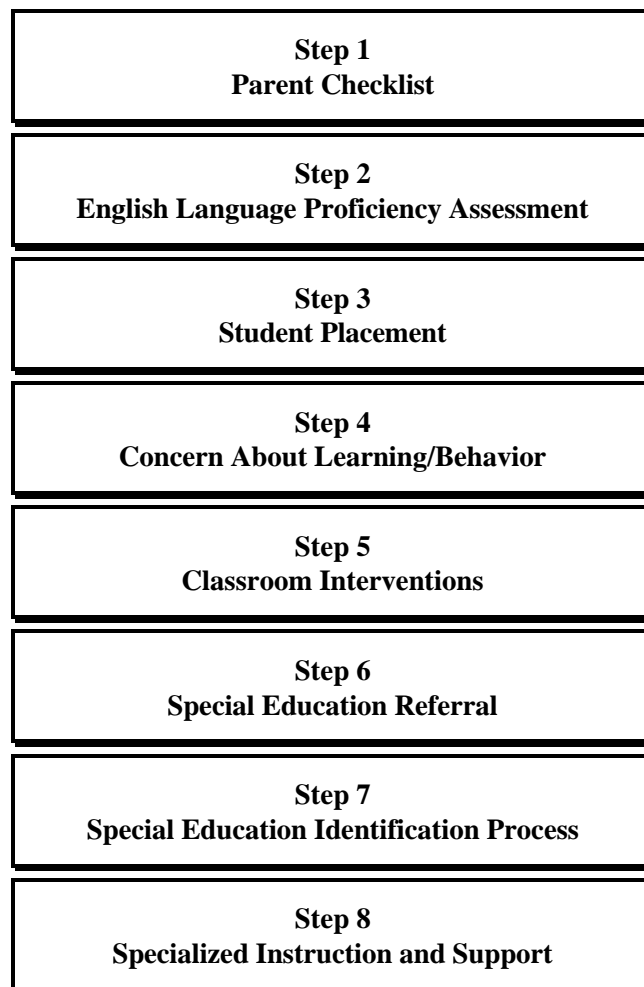 Step 1
Parent Checklist
Step 2
English Language Proficiency Assessment
Step 3
Student Placement
Step 4
Concern About Learning/Behavior
Step 5
Classroom Interventions
Step 6
Special Education Referral
Step 7
Special Education Identification Process
Step 8
Specialized Instruction and Support